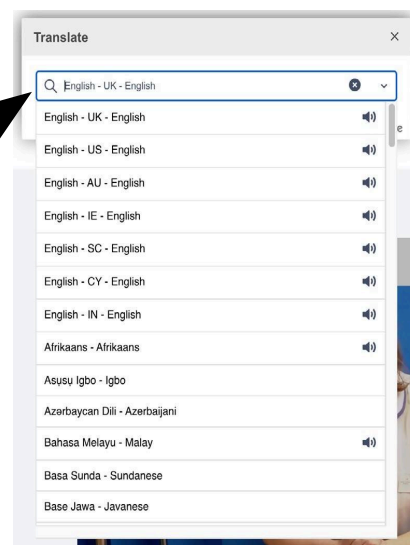 Translate
English - UK - English
e
English - UK - English
English - US - English
English - AU - English
English - IE - English
English - SC - English
English - CY - English
English - IN - English
Afrikaans - Afrikaans
Asụsụ Igbo - Igbo
Azərbaycan Dili - Azerbaijani
Bahasa Melayu - Malay
Basa Sunda - Sundanese
Base Jawa - Javanese